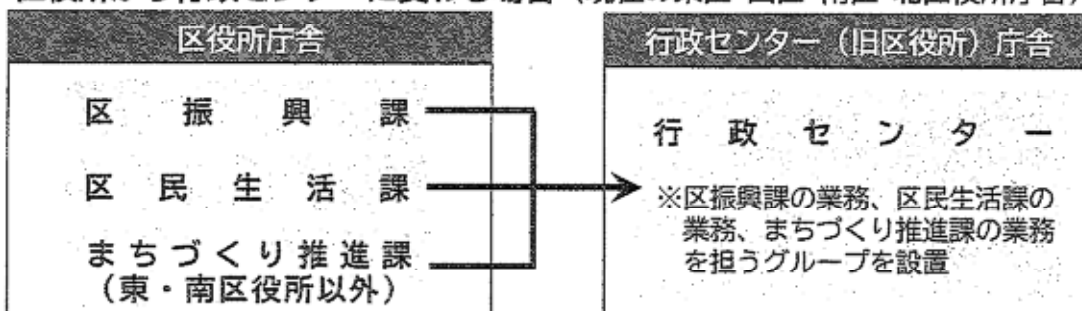 区役所庁舎
区振興課
区民生活課
まちづくり推進課
(東・南区役所以外)
行政センター(旧区役所)庁舎
行政センター
※区振興課の業務、区民生活課の
業務、まちづくり推進課の業務
を担うグループを設置